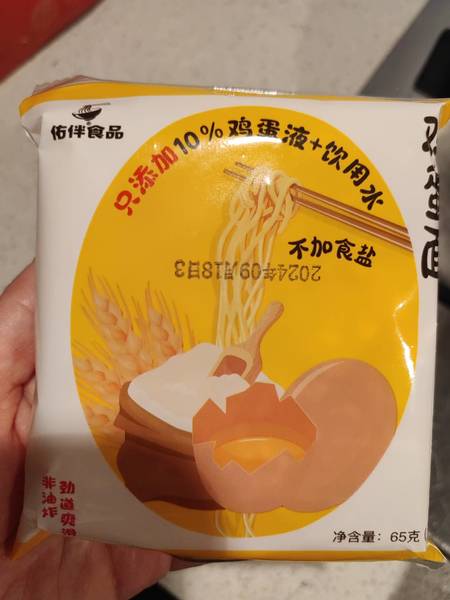 佑伴食品
只添加10%鸡蛋液+饮用水
不加食盐
2024年09月18日3
劲道爽滑
非油炸
净含量：65克